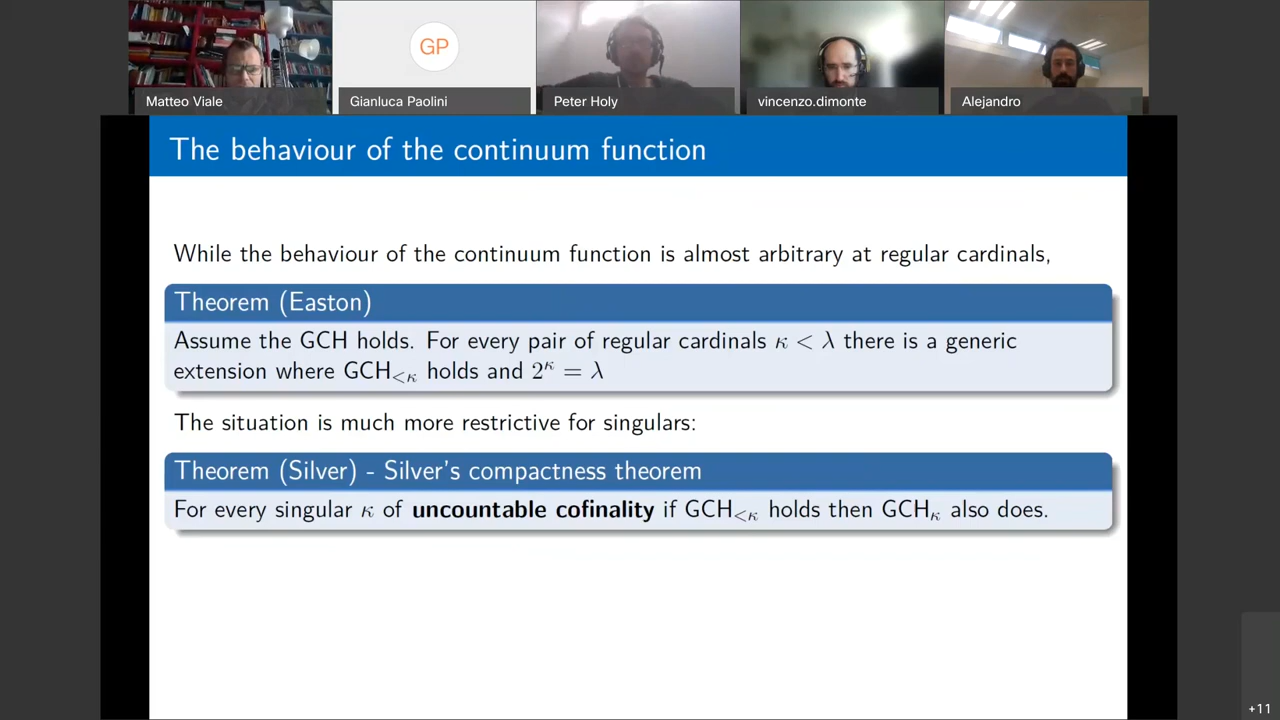 GP
Matteo Viale
Gianluca Paolini
Peter Holy
vincenzo.dimonte
Alejandro
The behaviour of the continuum function
While the behaviour of the continuum function is almost arbitrary at regular cardinals,
Theorem (Easton)
Assume the GCH holds. For every pair of regular cardinals κ < λ there is a generic
extension where GCH<κ holds and 2^κ = λ
The situation is much more restrictive for singulars:
Theorem (Silver) - Silver's compactness theorem
For every singular κ of uncountable cofinality if GCH<κ holds then GCHκ also does.
+11